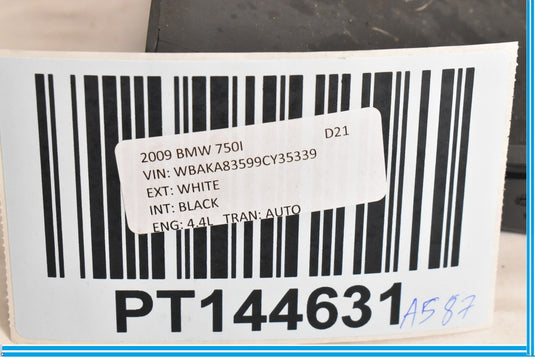 2009 BMW 750I D21
VIN: WBAKA83599CY35339
EXT: WHITE
INT: BLACK
ENG: 4.4L TRAN: AUTO
PT144631 A587